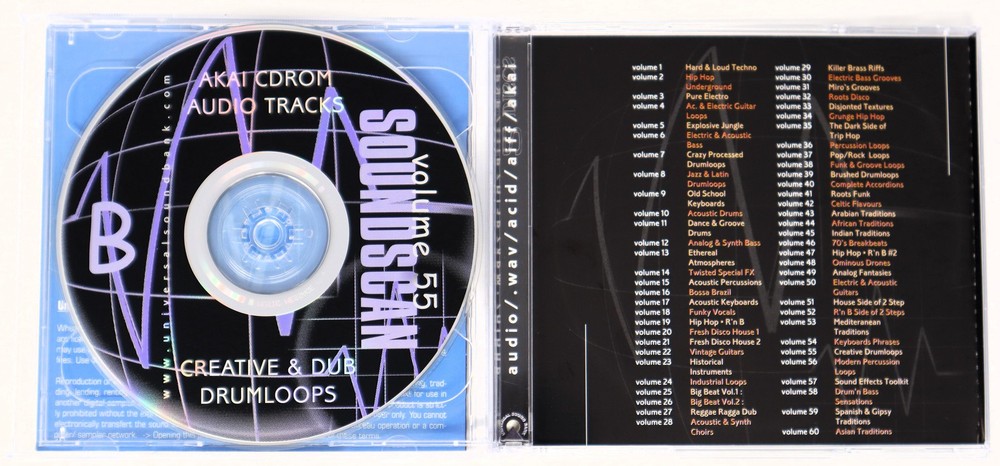 AKAI CDROM
AUDIO TRACKS
SOUNDSCAN
volume 55
B
www.universalsoundbank.com
CREATIVE & DUB
DRUMLOOPS
audio/.wav/acid/aiff/akai
volume 1 Hard & Loud Techno
volume 2 Hip Hop
Underground
volume 3 Pure Electro
volume 4 Ac. & Electric Guitar
Loops
volume 5 Explosive Jungle
volume 6 Electric & Acoustic
Bass
volume 7 Crazy Processed
Drumloops
volume 8 Jazz & Latin
Drumloops
volume 9 Old School
Keyboards
volume 10 Acoustic Drums
volume 11 Dance & Groove
Drums
volume 12 Analog & Synth Bass
volume 13 Ethereal
Atmospheres
volume 14 Twisted Special FX
volume 15 Acoustic Percussions
volume 16 Bossa Brazil
volume 17 Acoustic Keyboards
volume 18 Funky Vocals
volume 19 Hip Hop • R'n B
volume 20 Fresh Disco House 1
volume 21 Fresh Disco House 2
volume 22 Vintage Guitars
volume 23 Historical
Instruments
volume 24 Industrial Loops
volume 25 Big Beat Vol.1 :
volume 26 Big Beat Vol.2 :
volume 27 Reggae Ragga Dub
volume 28 Acoustic & Synth
Choirs
volume 29 Killer Brass Riffs
volume 30 Electric Bass Grooves
volume 31 Miro's Grooves
volume 32 Roots Disco
volume 33 Disjonted Textures
volume 34 Grunge Hip Hop
volume 35 The Dark Side of
Trip Hop
volume 36 Percussion Loops
volume 37 Pop/Rock Loops
volume 38 Funk & Groove Loops
volume 39 Brushed Drumloops
volume 40 Complete Accordions
volume 41 Roots Funk
volume 42 Celtic Flavours
volume 43 Arabian Traditions
volume 44 African Traditions
volume 45 Indian Traditions
volume 46 70's Breakbeats
volume 47 Hip Hop • R'n B #2
volume 48 Ominous Drones
volume 49 Analog Fantasies
volume 50 Electric & Acoustic
Guitars
volume 51 House Side of 2 Step
volume 52 R'n B Side of 2 Steps
volume 53 Mediteranean
Traditions
volume 54 Keyboards Phrases
volume 55 Creative Drumloops
volume 56 Modern Percussion
Loops
volume 57 Sound Effects Toolkit
volume 58 Drum'n Bass
Sensations
volume 59 Spanish & Gipsy
Traditions
volume 60 Asian Traditions